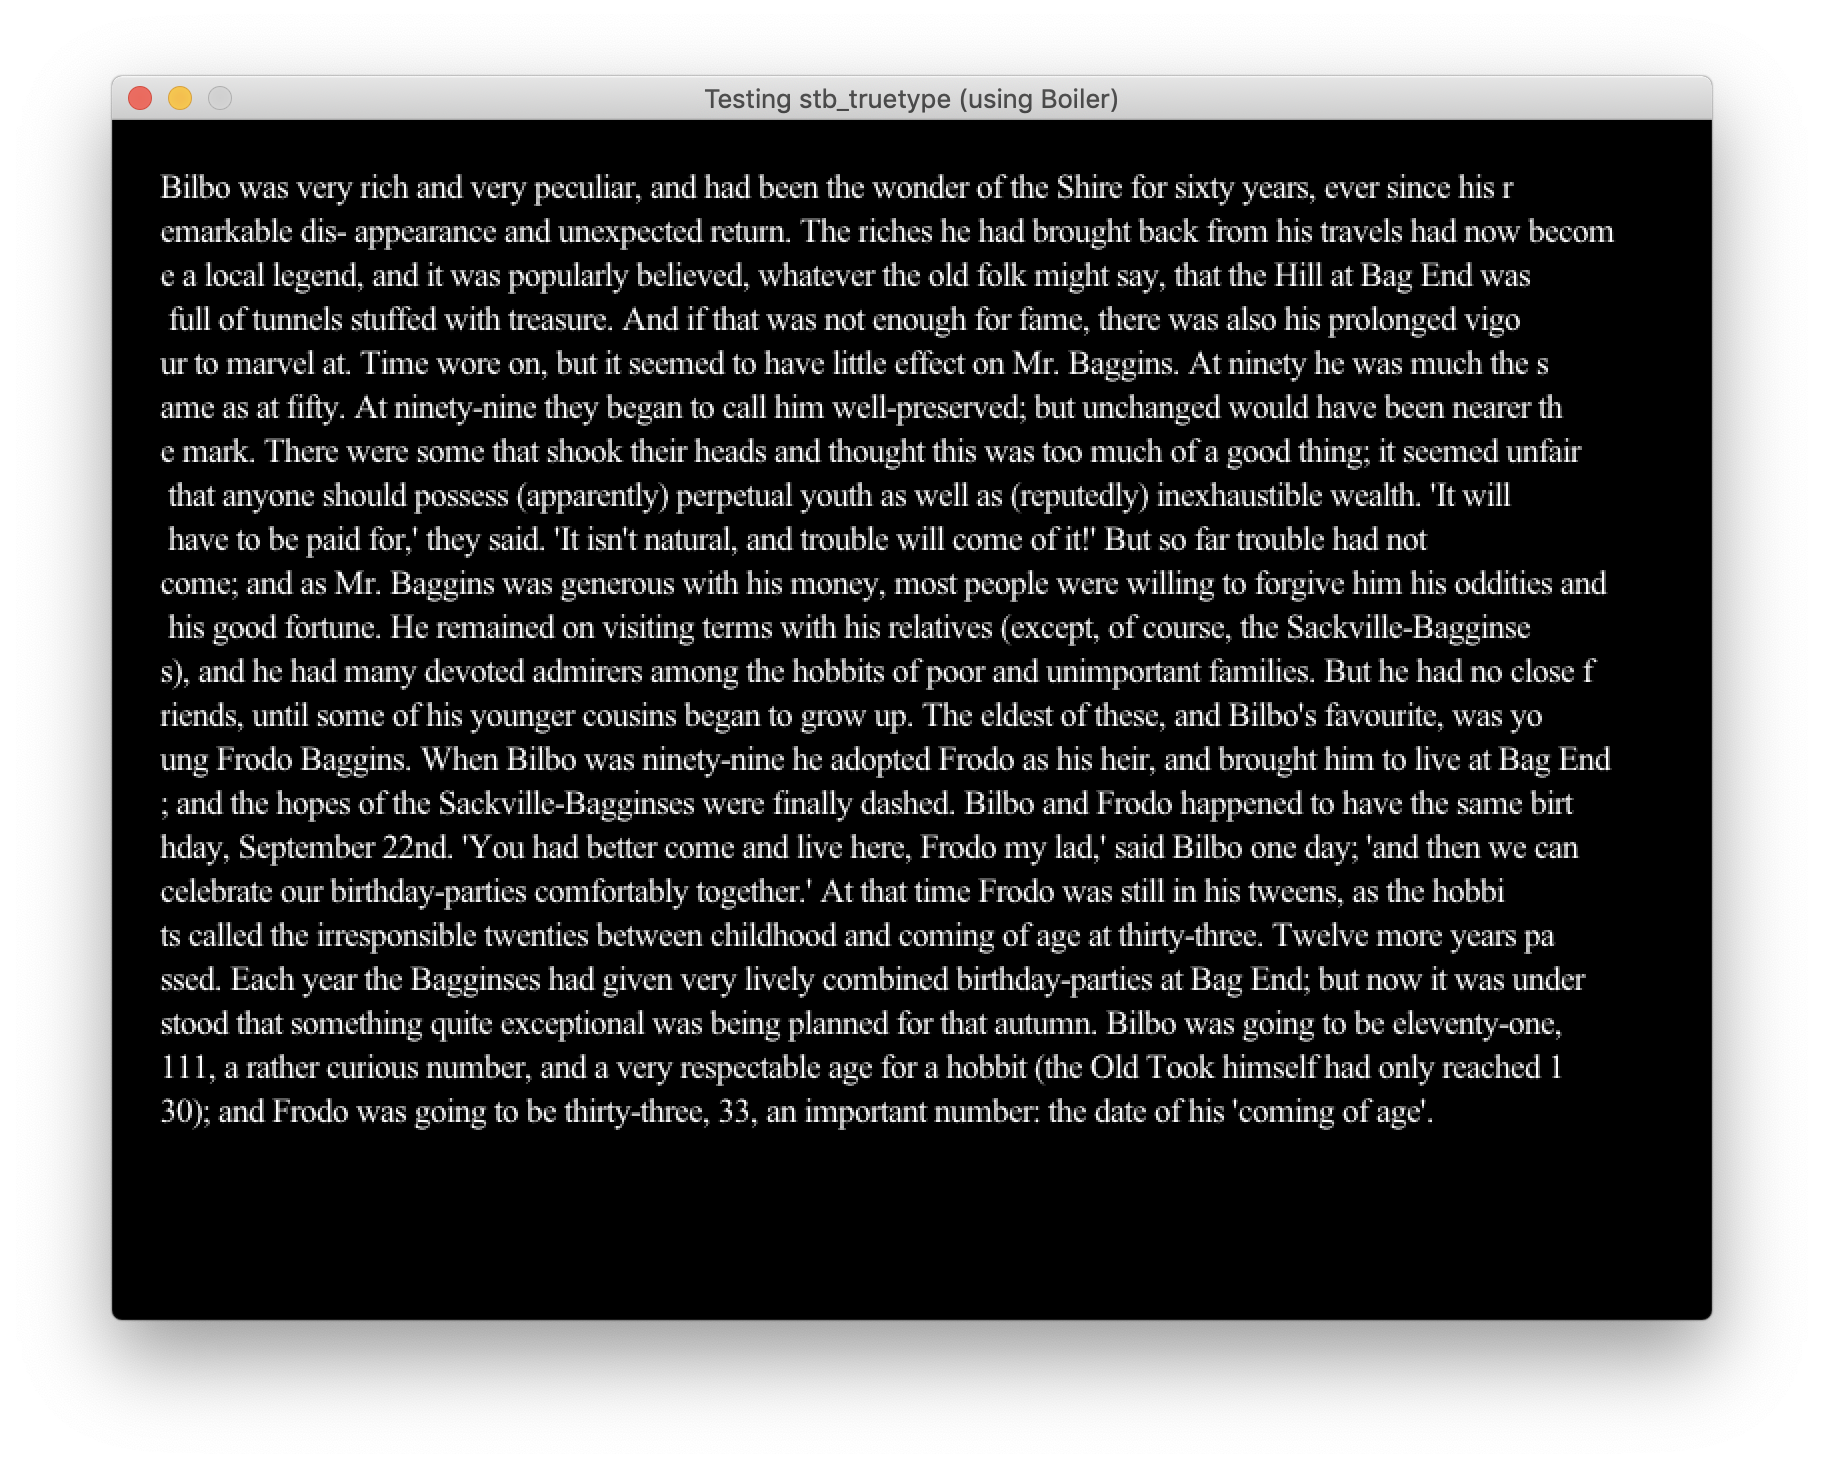 Testing stb_truetype (using Boiler)
Bilbo was very rich and very peculiar, and had been the wonder of the Shire for sixty years, ever since his r
emarkable dis- appearance and unexpected return. The riches he had brought back from his travels had now becom
e a local legend, and it was popularly believed, whatever the old folk might say, that the Hill at Bag End was
 full of tunnels stuffed with treasure. And if that was not enough for fame, there was also his prolonged vigo
ur to marvel at. Time wore on, but it seemed to have little effect on Mr. Baggins. At ninety he was much the s
ame as at fifty. At ninety-nine they began to call him well-preserved; but unchanged would have been nearer th
e mark. There were some that shook their heads and thought this was too much of a good thing; it seemed unfair
 that anyone should possess (apparently) perpetual youth as well as (reputedly) inexhaustible wealth. 'It will
 have to be paid for,' they said. 'It isn't natural, and trouble will come of it!' But so far trouble had not
come; and as Mr. Baggins was generous with his money, most people were willing to forgive him his oddities and
 his good fortune. He remained on visiting terms with his relatives (except, of course, the Sackville-Bagginse
s), and he had many devoted admirers among the hobbits of poor and unimportant families. But he had no close f
riends, until some of his younger cousins began to grow up. The eldest of these, and Bilbo's favourite, was yo
ung Frodo Baggins. When Bilbo was ninety-nine he adopted Frodo as his heir, and brought him to live at Bag End
; and the hopes of the Sackville-Bagginses were finally dashed. Bilbo and Frodo happened to have the same birt
hday, September 22nd. 'You had better come and live here, Frodo my lad,' said Bilbo one day; 'and then we can
celebrate our birthday-parties comfortably together.' At that time Frodo was still in his tweens, as the hobbi
ts called the irresponsible twenties between childhood and coming of age at thirty-three. Twelve more years pa
ssed. Each year the Bagginses had given very lively combined birthday-parties at Bag End; but now it was under
stood that something quite exceptional was being planned for that autumn. Bilbo was going to be eleventy-one,
111, a rather curious number, and a very respectable age for a hobbit (the Old Took himself had only reached 1
30); and Frodo was going to be thirty-three, 33, an important number: the date of his 'coming of age'.